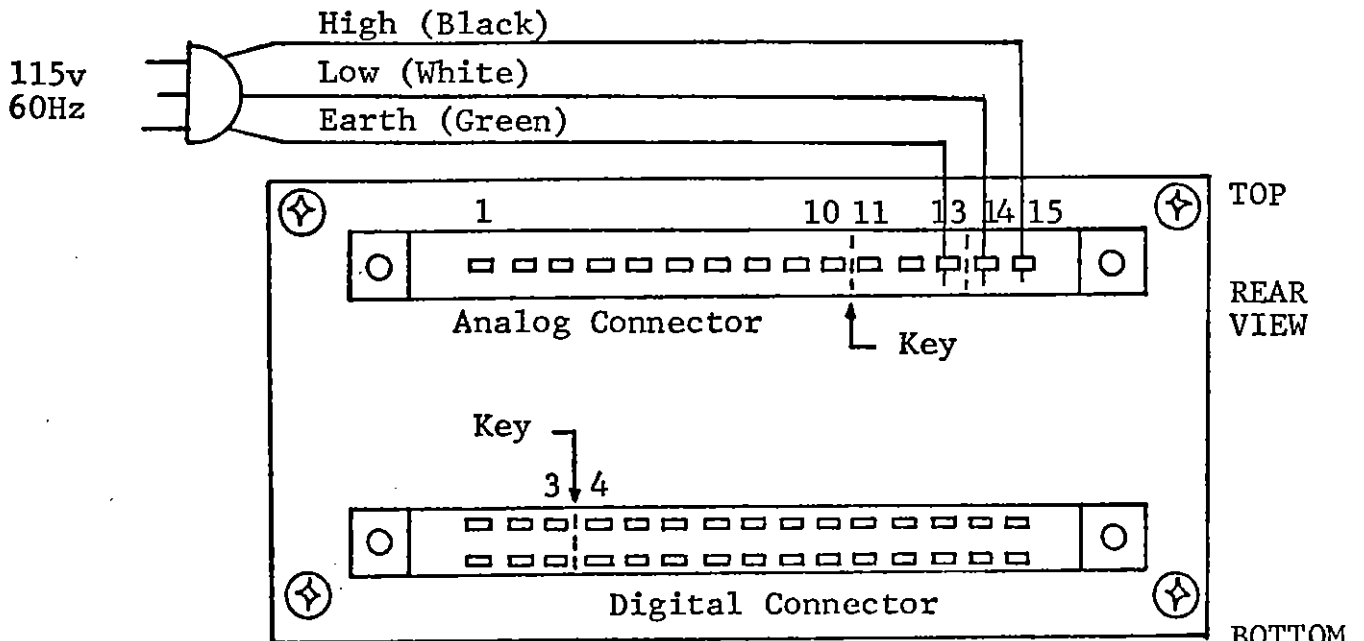 High (Black)
115v
60Hz
Low (White)
Earth (Green)
TOP
1 10 11 13 14 15
REAR
VIEW
Analog Connector
Key
Key
3 4
Digital Connector
BOTTOM